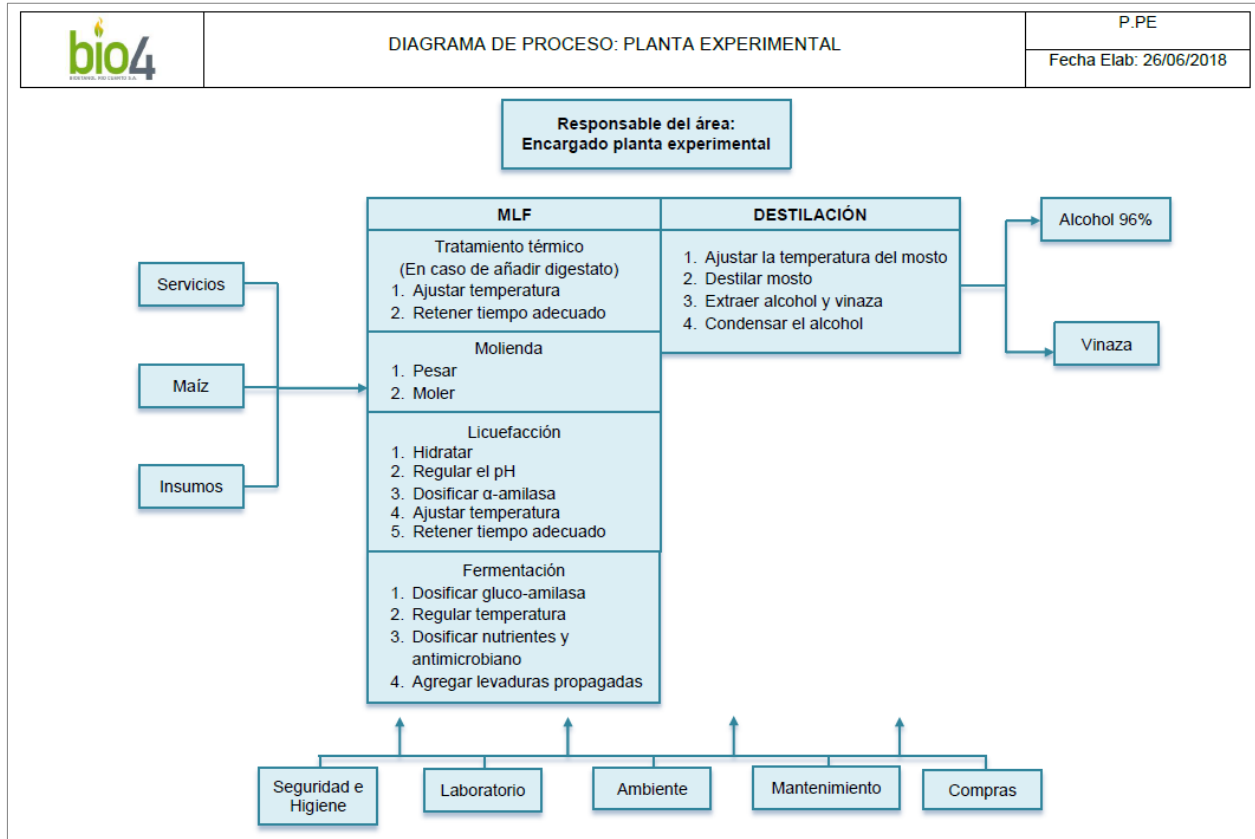 bio4
BIOETANOL RIO CUARTO S.A.
DIAGRAMA DE PROCESO: PLANTA EXPERIMENTAL
P.PE
Fecha Elab: 26/06/2018
Responsable del área:
Encargado planta experimental
Servicios
Maíz
Insumos
MLF
Tratamiento térmico
(En caso de añadir digestato)
1. Ajustar temperatura
2. Retener tiempo adecuado
Molienda
1. Pesar
2. Moler
Licuefacción
1. Hidratar
2. Regular el pH
3. Dosificar α-amilasa
4. Ajustar temperatura
5. Retener tiempo adecuado
Fermentación
1. Dosificar gluco-amilasa
2. Regular temperatura
3. Dosificar nutrientes y
antimicrobiano
4. Agregar levaduras propagadas
DESTILACIÓN
1. Ajustar la temperatura del mosto
2. Destilar mosto
3. Extraer alcohol y vinaza
4. Condensar el alcohol
Alcohol 96%
Vinaza
Seguridad e
Higiene
Laboratorio
Ambiente
Mantenimiento
Compras